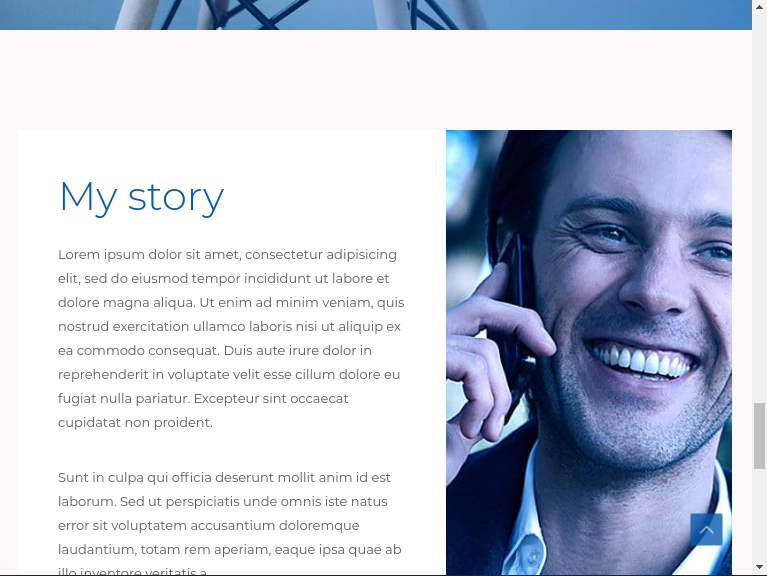 My story
Lorem ipsum dolor sit amet, consectetur adipisicing
elit, sed do eiusmod tempor incididunt ut labore et
dolore magna aliqua. Ut enim ad minim veniam, quis
nostrud exercitation ullamco laboris nisi ut aliquip ex
ea commodo consequat. Duis aute irure dolor in
reprehenderit in voluptate velit esse cillum dolore eu
fugiat nulla pariatur. Excepteur sint occaecat
cupidatat non proident.
Sunt in culpa qui officia deserunt mollit anim id est
laborum. Sed ut perspiciatis unde omnis iste natus
error sit voluptatem accusantium doloremque
laudantium, totam rem aperiam, eaque ipsa quae ab
illo inventore veritatis a